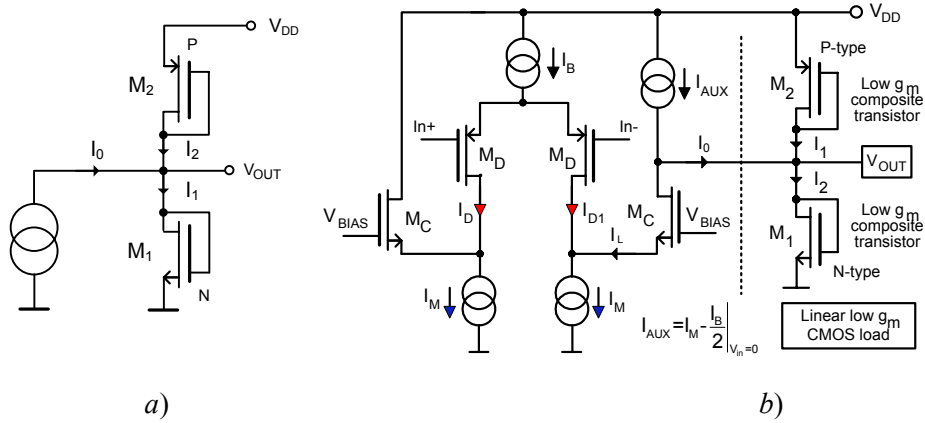 V_DD
P
M_2
I_0
I_2
V_OUT
I_1
M_1
N
a)
V_DD
I_B
I_AUX
P-type
M_2
Low g_m
composite
transistor
In+
In-
M_D
M_D
I_0
I_1
V_OUT
V_BIAS
M_C
I_D
I_D1
M_C
V_BIAS
I_L
I_2
M_1
Low g_m
composite
transistor
N-type
I_M
I_M
I_AUX=I_M-I_B/2|V_in=0
Linear low g_m
CMOS load
b)